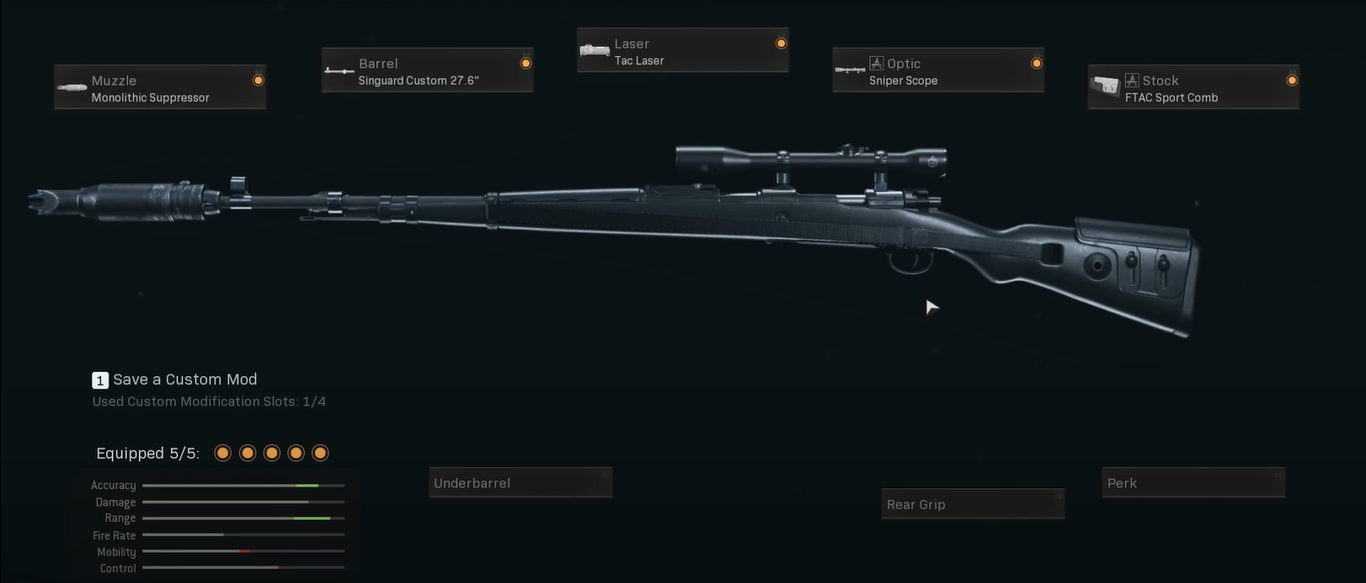 Laser
Tac Laser
Barrel
Singuard Custom 27.6"
Optic
Sniper Scope
Muzzle
Monolithic Suppressor
Stock
FTAC Sport Comb
1 Save a Custom Mod
Used Custom Modification Slots: 1/4
Equipped 5/5:
Underbarrel
Rear Grip
Perk
Accuracy
Damage
Range
Fire Rate
Mobility
Control